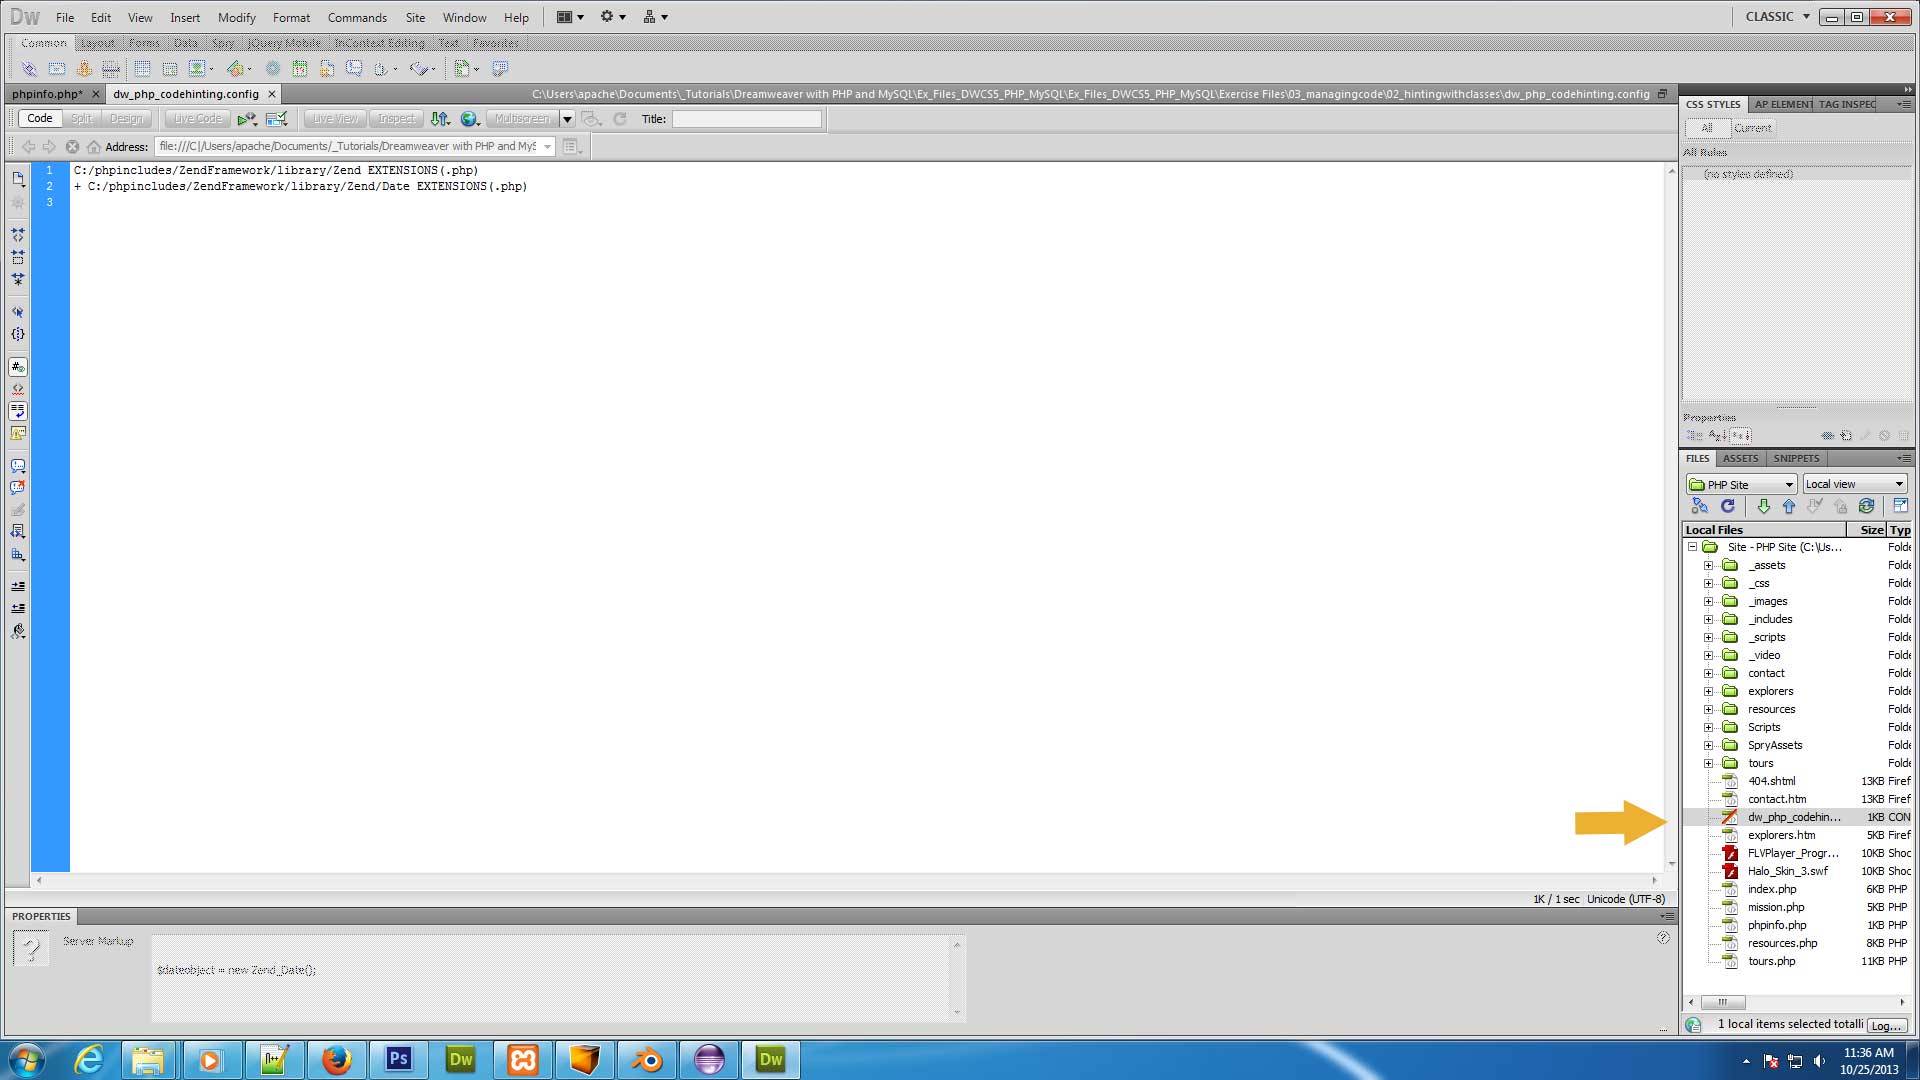 Dw File Edit View Insert Modify Format Commands Site Window Help CLASSIC
Common Layout Forms Data Spry jQuery Mobile InContext Editing Text Favorites
phpinfo.php* dw_php_codehinting.config C:\Users\apache\Documents\_Tutorials\Dreamweaver with PHP and MySQL\Ex_Files_DWCS5_PHP_MySQL\Ex_Files_DWCS5_PHP_MySQL\Exercise Files\03_managingcode\02_hintingwithclasses\dw_php_codehinting.config
Code Split Design Live Code Live View Inspect Multiscreen Title:
Address: file:///C|/Users/apache/Documents/_Tutorials/Dreamweaver with PHP and MyS
1 C:/phpincludes/ZendFramework/library/Zend EXTENSIONS(.php)
2 + C:/phpincludes/ZendFramework/library/Zend/Date EXTENSIONS(.php)
3
1K / 1 sec Unicode (UTF-8)
PROPERTIES
Server Markup
$dateobject = new Zend_Date();
CSS STYLES AP ELEMENT TAG INSPEC
All Current
All Rules
(no styles defined)
Properties
FILES ASSETS SNIPPETS
PHP Site Local view
Local Files Size Typ
Site - PHP Site (C:\Us... Folde
_assets Folde
_css Folde
_images Folde
_includes Folde
_scripts Folde
_video Folde
contact Folde
explorers Folde
resources Folde
Scripts Folde
SpryAssets Folde
tours Folde
404.shtml 13KB Firef
contact.htm 13KB Firef
dw_php_codehin... 1KB CON
explorers.htm 5KB Firef
FLVPlayer_Progr... 10KB Shoc
Halo_Skin_3.swf 10KB Shoc
index.php 6KB PHP
mission.php 5KB PHP
phpinfo.php 1KB PHP
resources.php 8KB PHP
tours.php 11KB PHP
1 local items selected totalli Log...
Ps Dw Dw
11:36 AM
10/25/2013